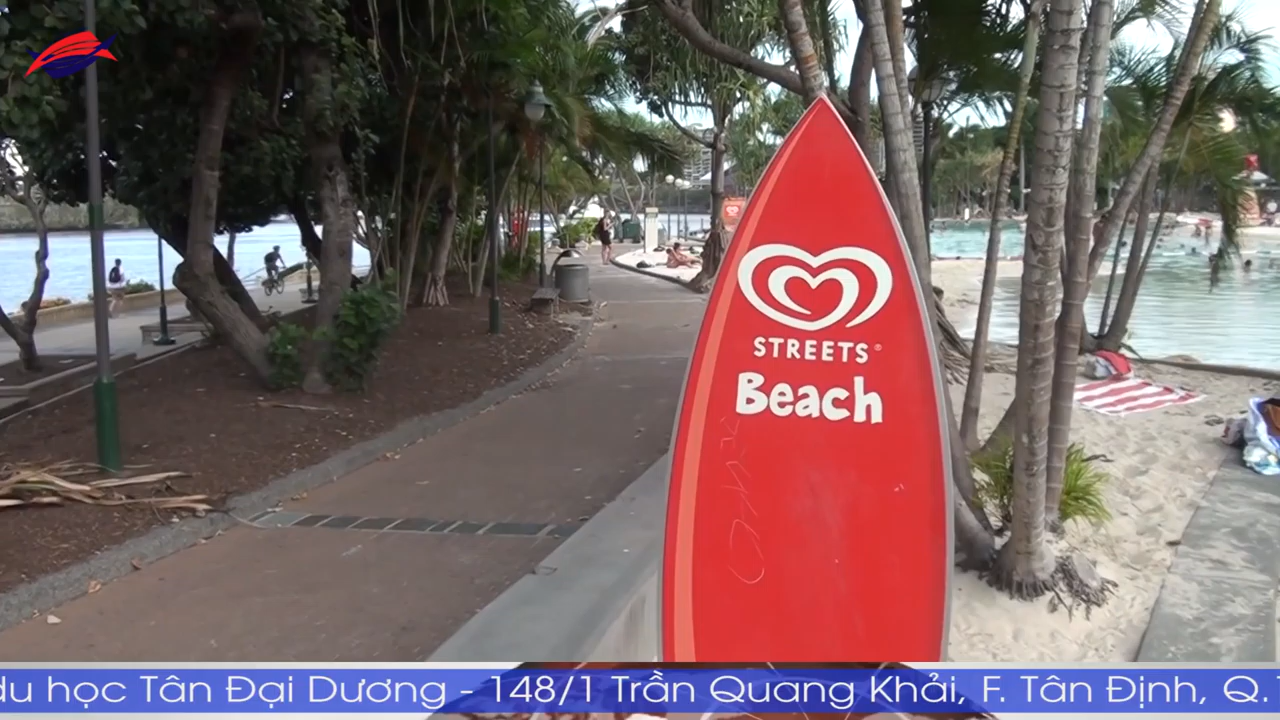 STREETS®
Beach
du học Tân Đại Dương - 148/1 Trần Quang Khải, F. Tân Định, Q.